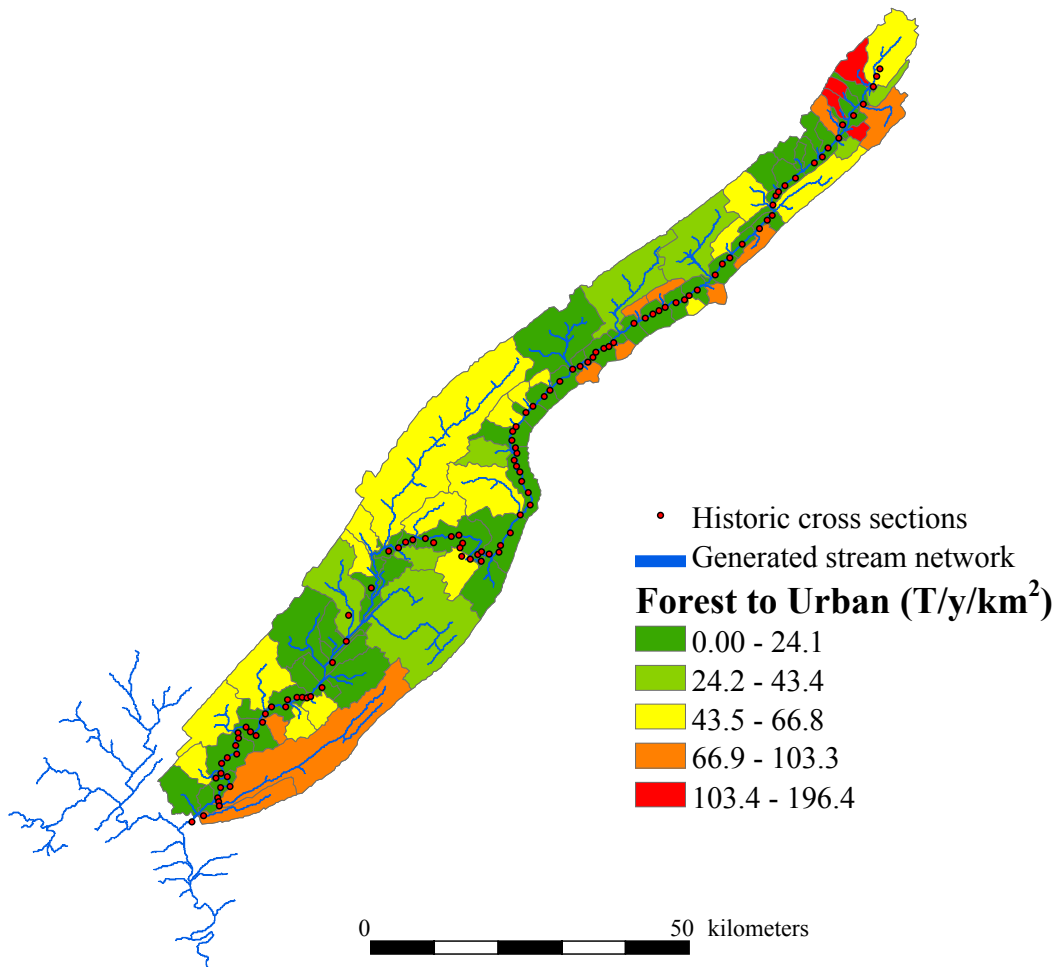 Historic cross sections
Generated stream network
Forest to Urban (T/y/km²)
0.00 - 24.1
24.2 - 43.4
43.5 - 66.8
66.9 - 103.3
103.4 - 196.4
0 50 kilometers